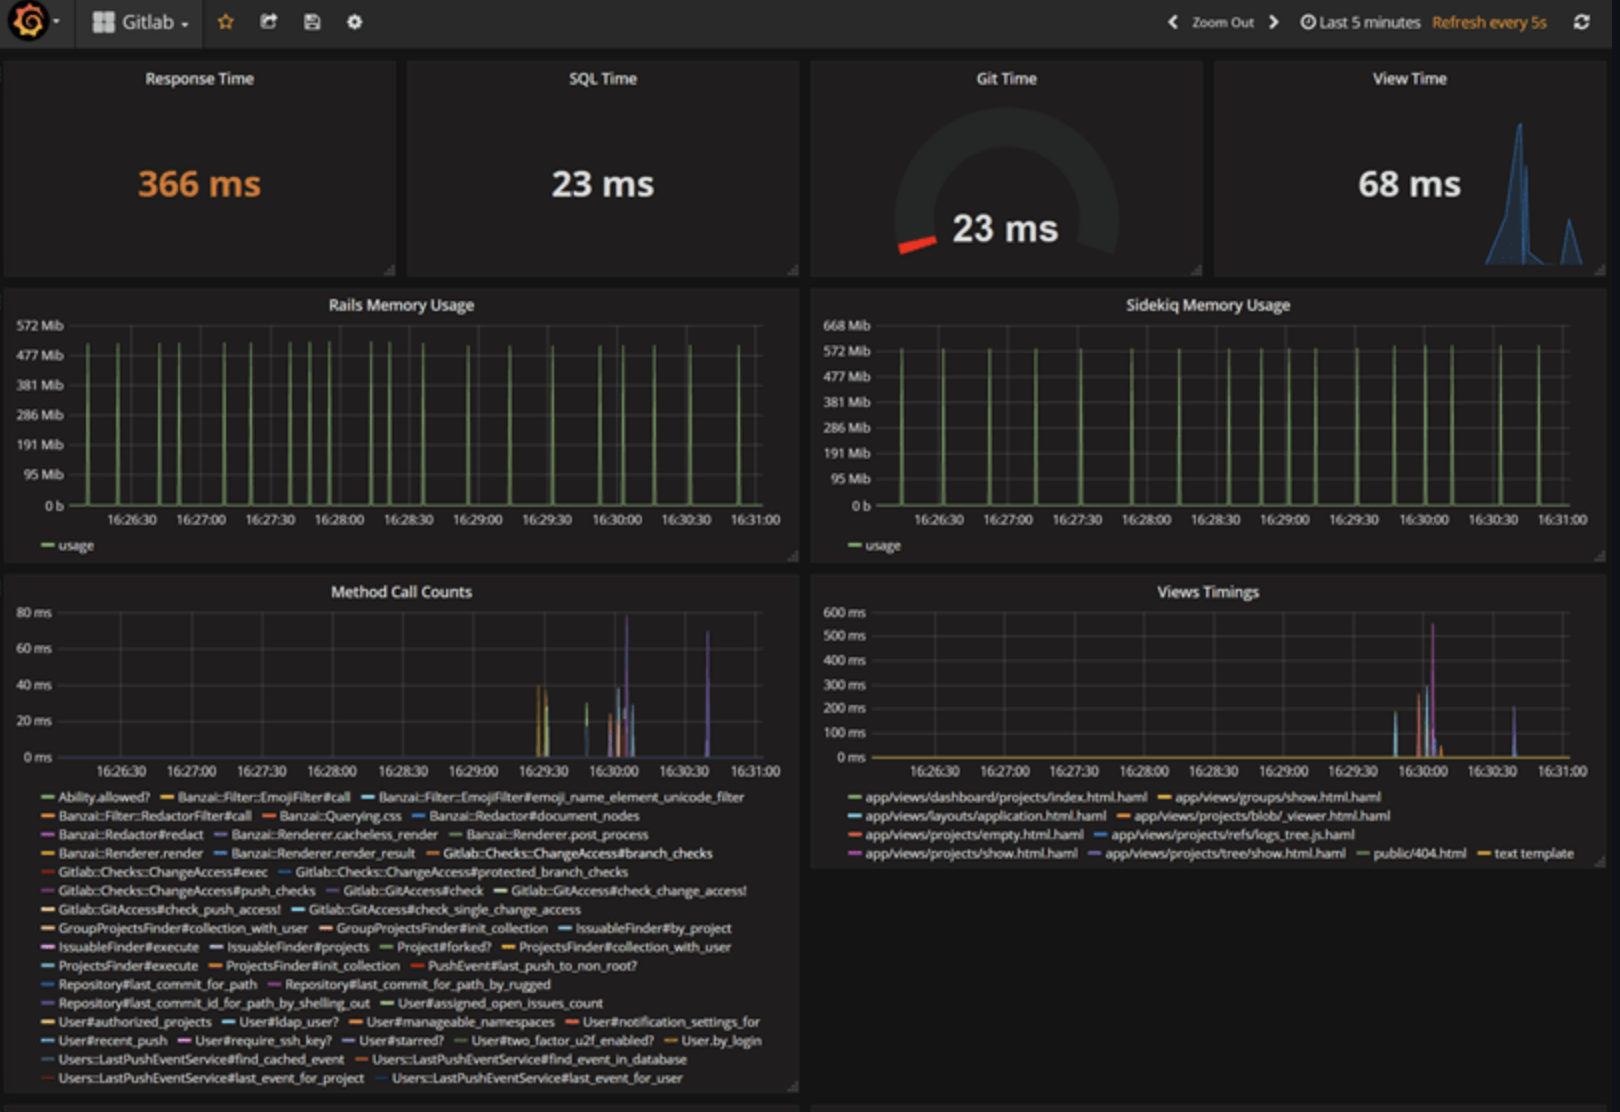 Gitlab Zoom Out Last 5 minutes Refresh every 5s
Response Time
366 ms
SQL Time
23 ms
Git Time
23 ms
View Time
68 ms
Rails Memory Usage
572 Mib
477 Mib
381 Mib
286 Mib
191 Mib
95 Mib
0 b
16:26:30 16:27:00 16:27:30 16:28:00 16:28:30 16:29:00 16:29:30 16:30:00 16:30:30 16:31:00
usage
Sidekiq Memory Usage
668 Mib
572 Mib
477 Mib
381 Mib
286 Mib
191 Mib
95 Mib
0 b
16:26:30 16:27:00 16:27:30 16:28:00 16:28:30 16:29:00 16:29:30 16:30:00 16:30:30 16:31:00
usage
Method Call Counts
80 ms
60 ms
40 ms
20 ms
0 ms
16:26:30 16:27:00 16:27:30 16:28:00 16:28:30 16:29:00 16:29:30 16:30:00 16:30:30 16:31:00
Ability.allowed? Banzai::Filter::EmojiFilter#call Banzai::Filter::EmojiFilter#emoji_name_element_unicode_filter
Banzai::Filter::RedactorFilter#call Banzai::Querying.css Banzai::Redactor#document_nodes
Banzai::Redactor#redact Banzai::Renderer.cacheless_render Banzai::Renderer.post_process
Banzai::Renderer.render Banzai::Renderer.render_result Gitlab::Checks::ChangeAccess#branch_checks
Gitlab::Checks::ChangeAccess#exec Gitlab::Checks::ChangeAccess#protected_branch_checks
Gitlab::Checks::ChangeAccess#push_checks Gitlab::GitAccess#check Gitlab::GitAccess#check_change_access!
Gitlab::GitAccess#check_push_access! Gitlab::GitAccess#check_single_change_access
GroupProjectsFinder#collection_with_user GroupProjectsFinder#init_collection IssuableFinder#by_project
IssuableFinder#execute IssuableFinder#projects Project#forked? ProjectsFinder#collection_with_user
ProjectsFinder#execute ProjectsFinder#init_collection PushEvent#last_push_to_non_root?
Repository#last_commit_for_path Repository#last_commit_for_path_by_rugged
Repository#last_commit_id_for_path_by_shelling_out User#assigned_open_issues_count
User#authorized_projects User#ldap_user? User#manageable_namespaces User#notification_settings_for
User#recent_push User#require_ssh_key? User#starred? User#two_factor_u2f_enabled? User.by_login
Users::LastPushEventService#find_cached_event Users::LastPushEventService#find_event_in_database
Users::LastPushEventService#last_event_for_project Users::LastPushEventService#last_event_for_user
Views Timings
600 ms
500 ms
400 ms
300 ms
200 ms
100 ms
0 ms
16:26:30 16:27:00 16:27:30 16:28:00 16:28:30 16:29:00 16:29:30 16:30:00 16:30:30 16:31:00
app/views/dashboard/projects/index.html.haml app/views/groups/show.html.haml
app/views/layouts/application.html.haml app/views/projects/blob/_viewer.html.haml
app/views/projects/empty.html.haml app/views/projects/refs/logs_tree.js.haml
app/views/projects/show.html.haml app/views/projects/tree/show.html.haml public/404.html text template